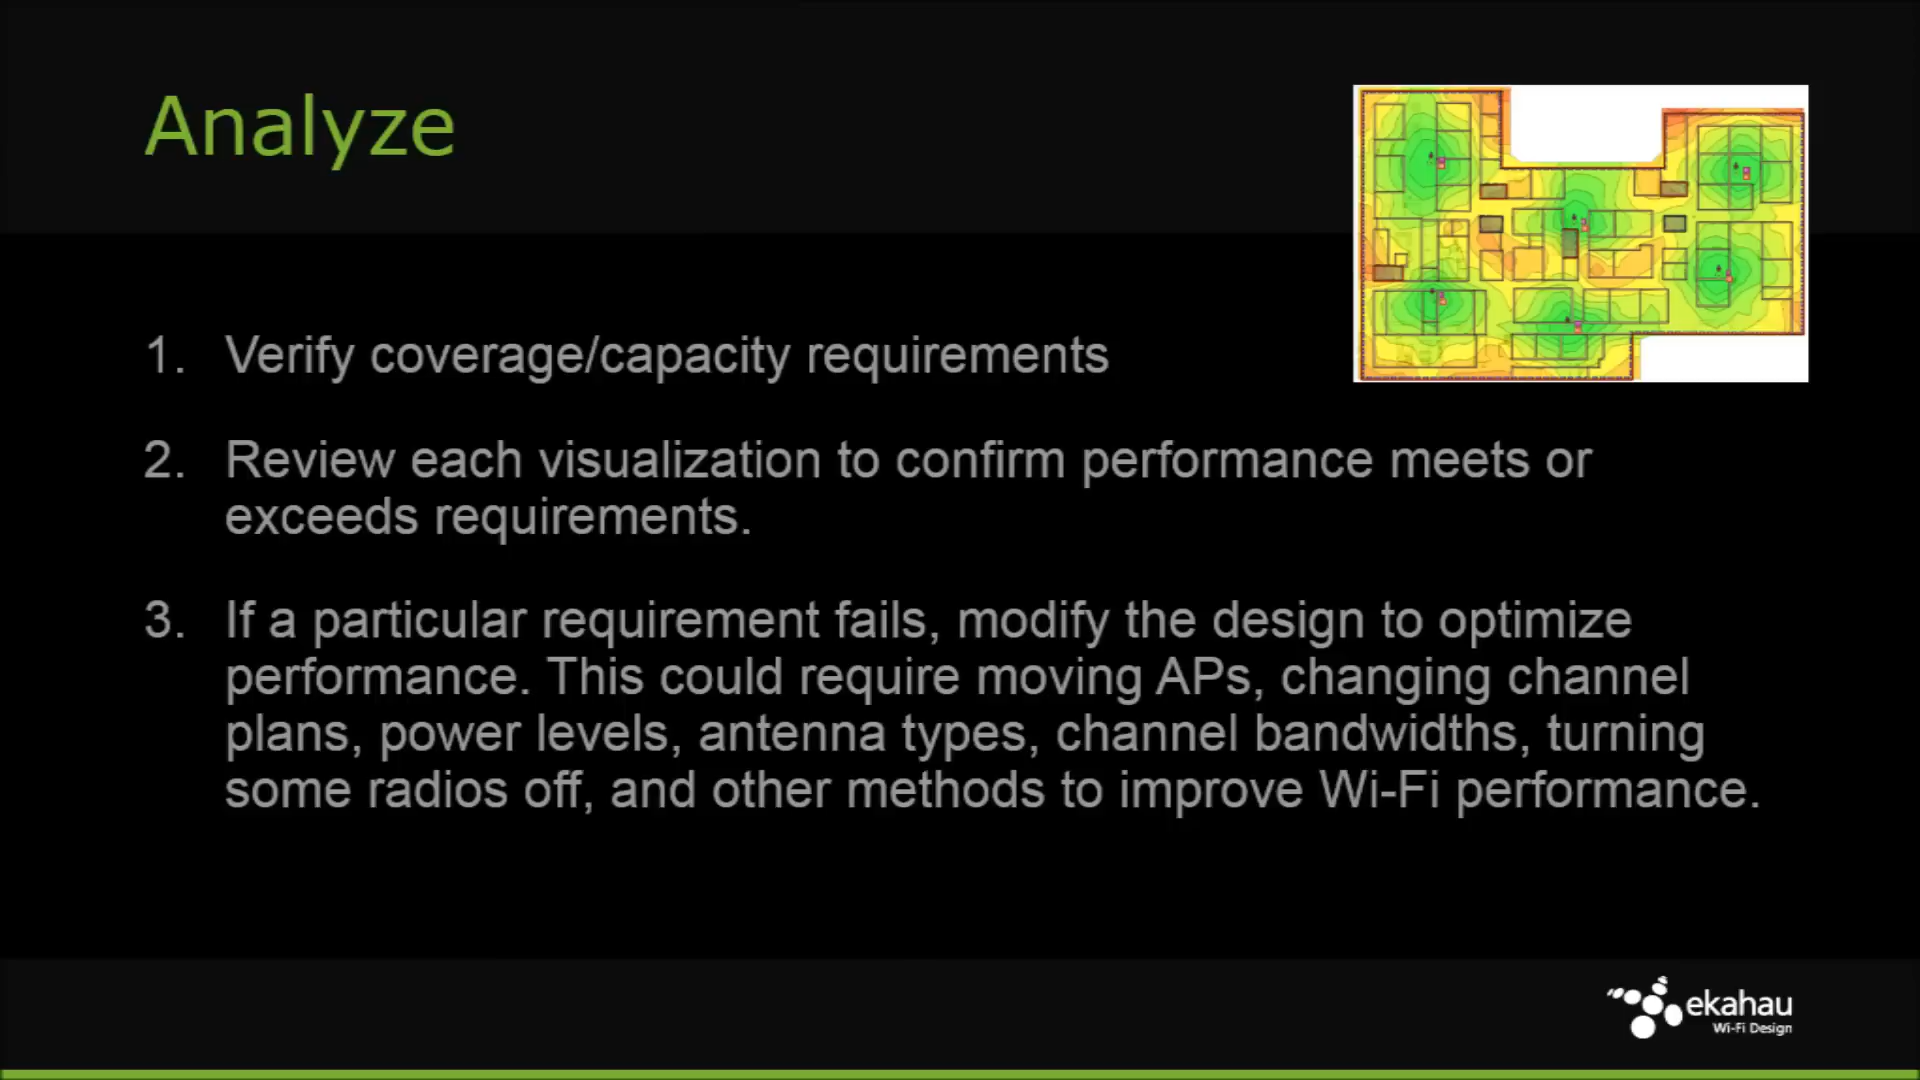 Analyze
1. Verify coverage/capacity requirements
2. Review each visualization to confirm performance meets or
exceeds requirements.
3. If a particular requirement fails, modify the design to optimize
performance. This could require moving APs, changing channel
plans, power levels, antenna types, channel bandwidths, turning
some radios off, and other methods to improve Wi-Fi performance.
ekahau
Wi-Fi Design